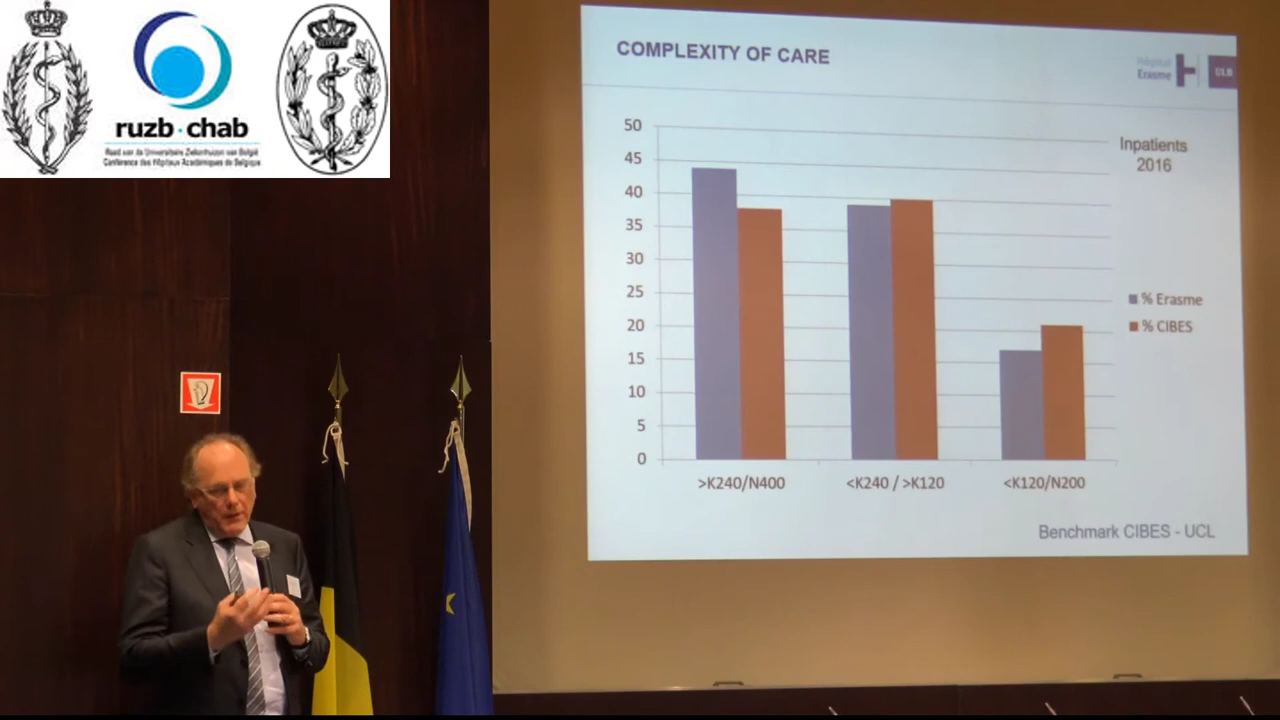 ruzb·chab
Raad van de Universitaire Ziekenhuizen van België
Conférence des Hôpitaux Académiques de Belgique
COMPLEXITY OF CARE
Hôpital
Erasme
ULB
50
45
40
35
30
25
20
15
10
5
0
>K240/N400
<K240 / >K120
<K120/N200
Inpatients
2016
% Erasme
% CIBES
Benchmark CIBES - UCL